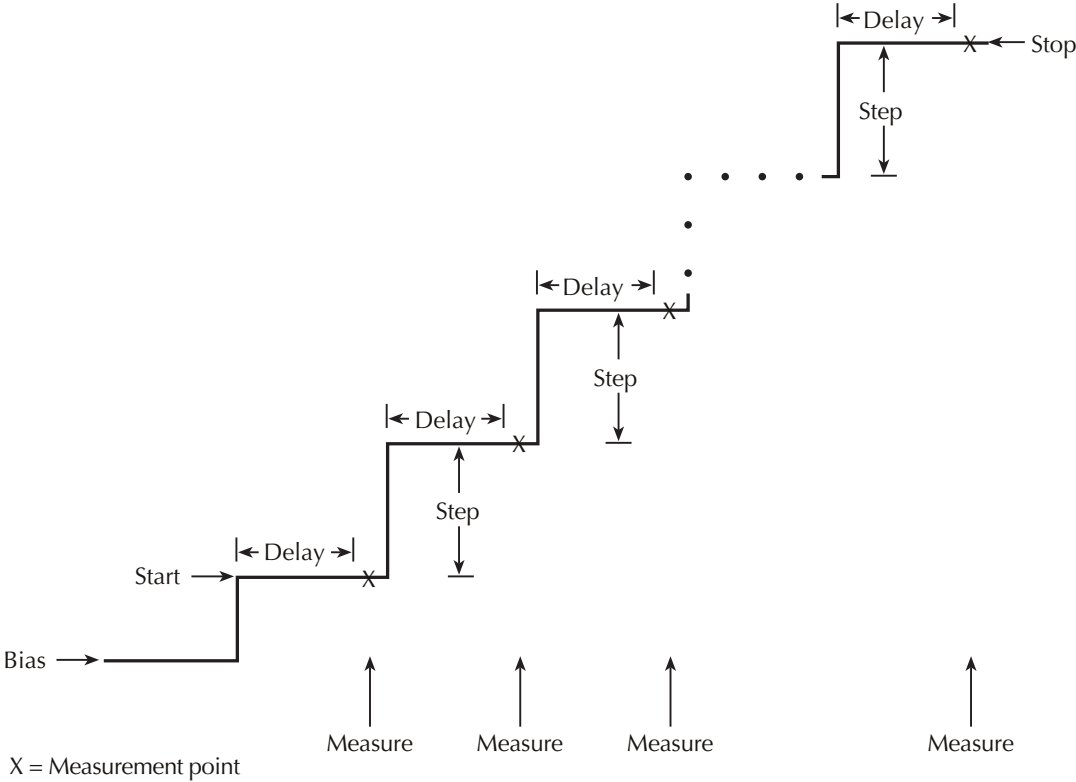 Delay
Stop
Step
Delay
Step
Delay
Step
Delay
Start
Bias
Measure Measure Measure Measure
X = Measurement point
X
X
X
X